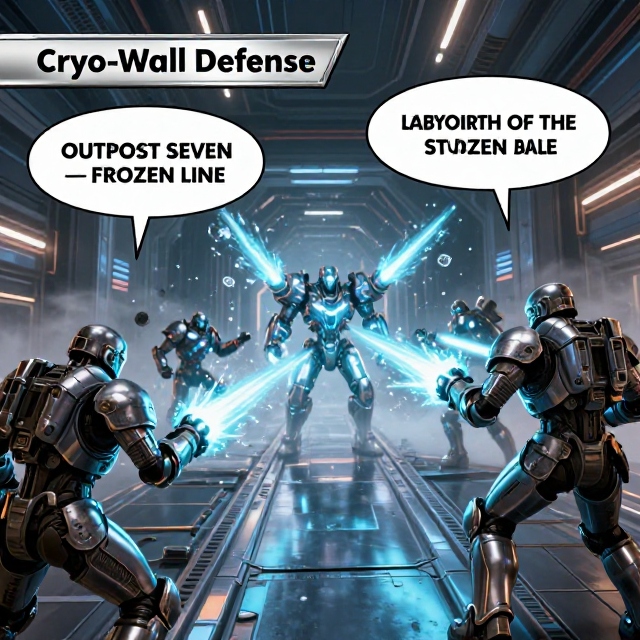 Cryo-Wall Defense
OUTPOST SEVEN
— FROZEN LINE
LABYOIRTH OF THE
BALE